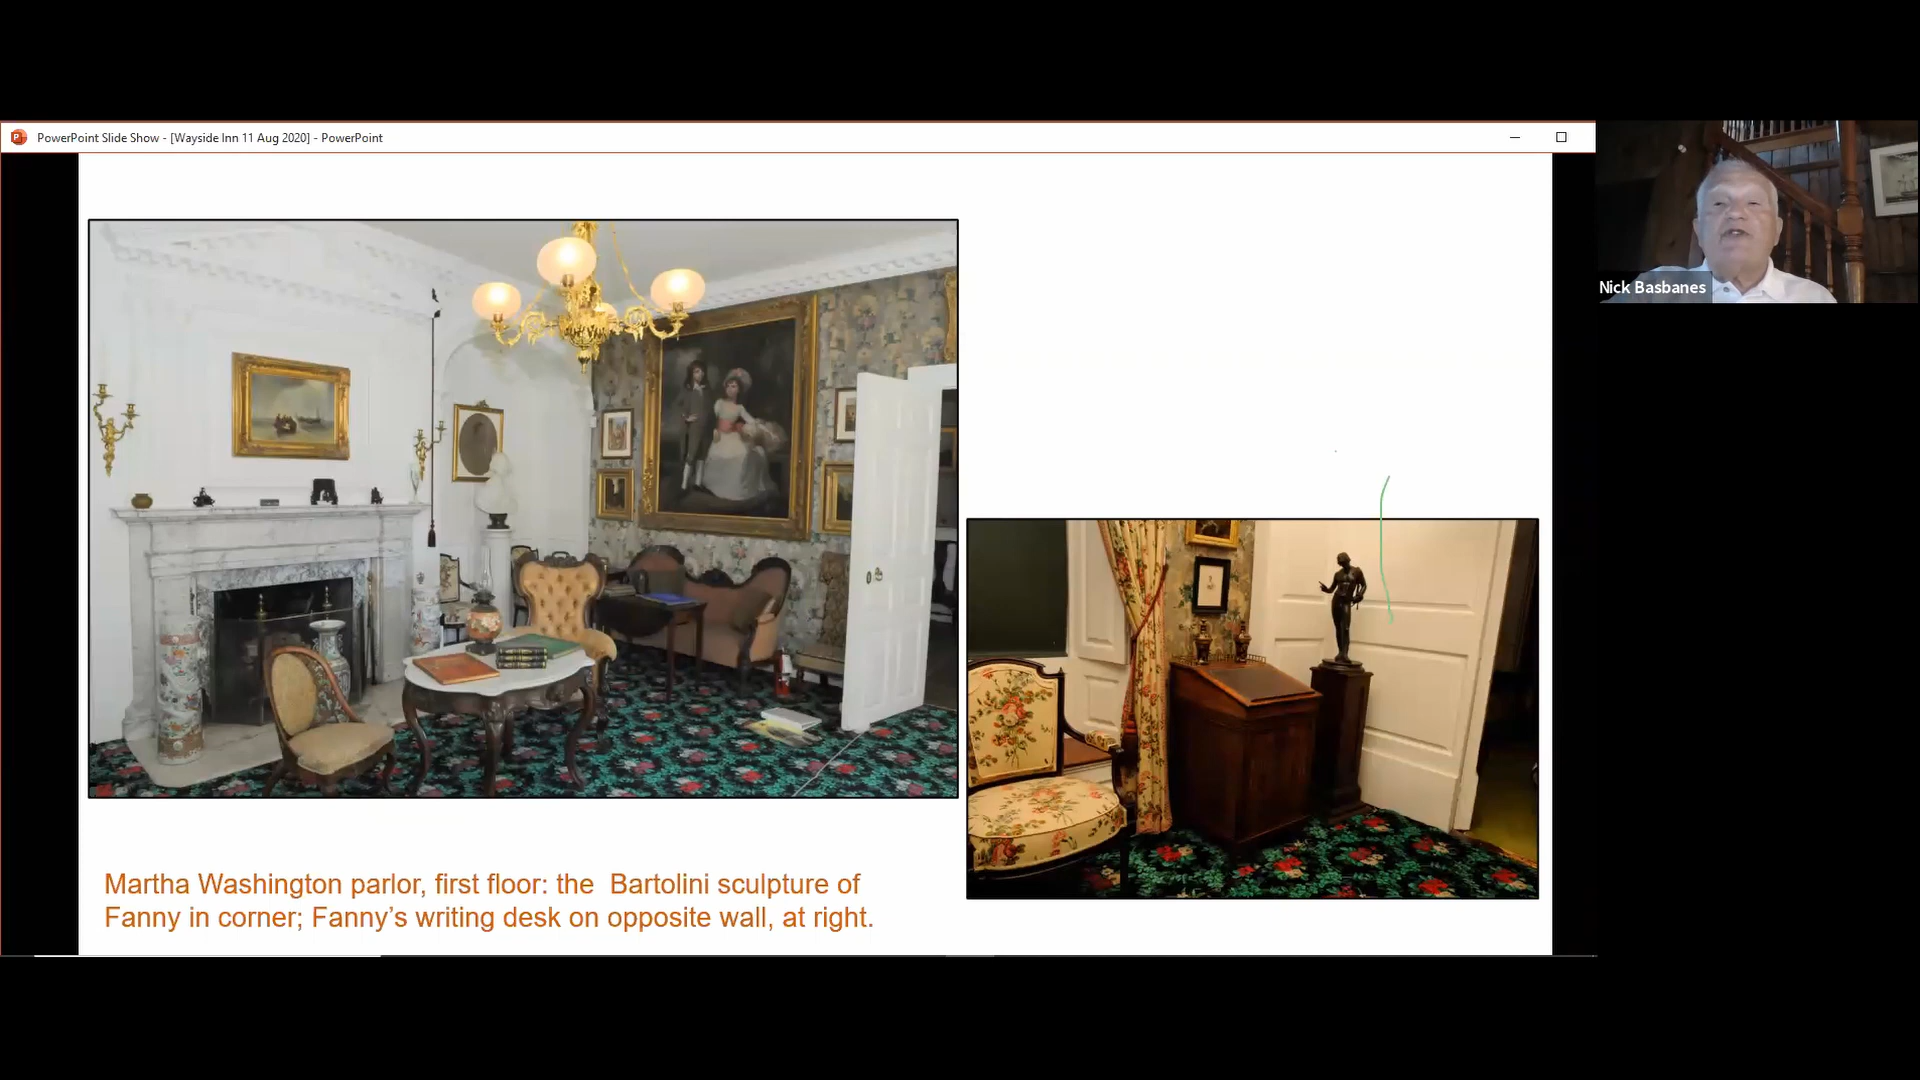 PowerPoint Slide Show - [Wayside Inn 11 Aug 2020] - PowerPoint
Nick Basbanes
Martha Washington parlor, first floor: the  Bartolini sculpture of
Fanny in corner; Fanny’s writing desk on opposite wall, at right.